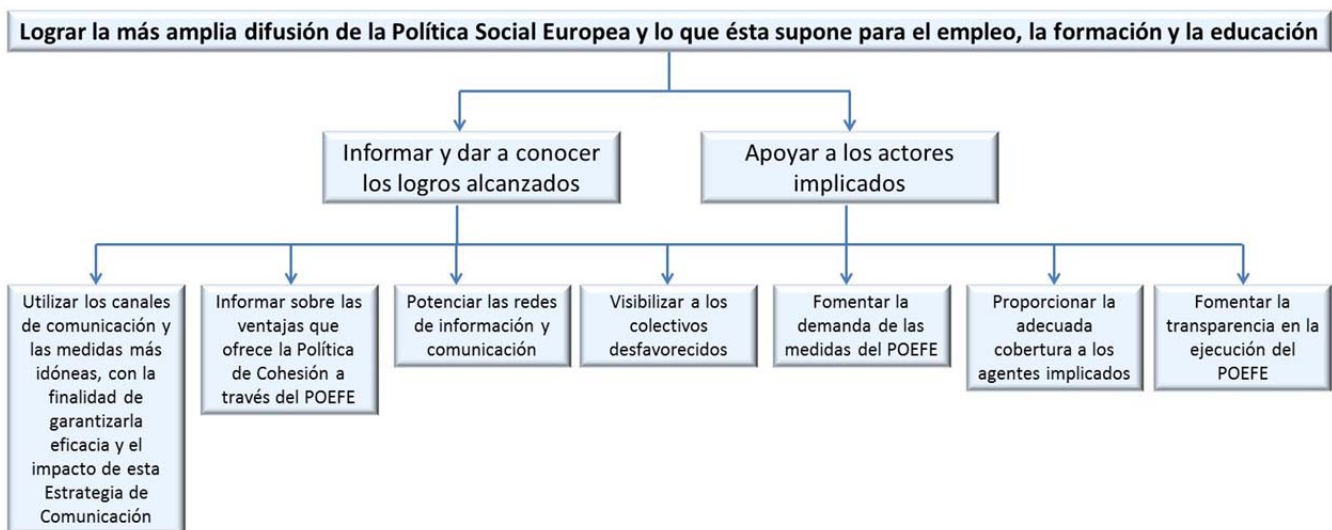 Lograr la más amplia difusión de la Política Social Europea y lo que ésta supone para el empleo, la formación y la educación
Informar y dar a conocer
los logros alcanzados
Apoyar a los actores
implicados
Utilizar los canales
de comunicación y
las medidas más
idóneas, con la
finalidad de
garantizarla
eficacia y el
impacto de esta
Estrategia de
Comunicación
Informar sobre las
ventajas que
ofrece la Política
de Cohesión a
través del POEFE
Potenciar las redes
de información y
comunicación
Visibilizar a los
colectivos
desfavorecidos
Fomentar la
demanda de las
medidas del POEFE
Proporcionar la
adecuada
cobertura a los
agentes implicados
Fomentar la
transparencia en la
ejecución del
POEFE